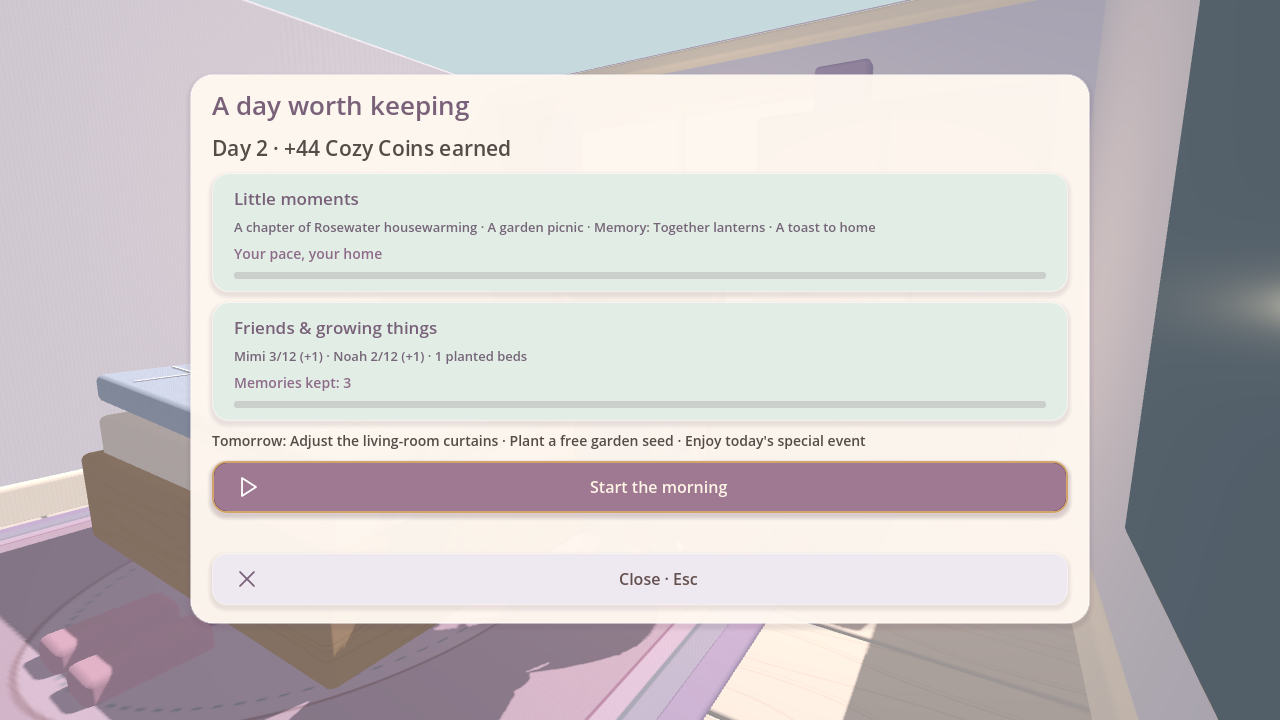 A day worth keeping
Day 2 · +44 Cozy Coins earned
Little moments
A chapter of Rosewater housewarming · A garden picnic · Memory: Together lanterns · A toast to home
Your pace, your home
Friends & growing things
Mimi 3/12 (+1) · Noah 2/12 (+1) · 1 planted beds
Memories kept: 3
Tomorrow: Adjust the living-room curtains · Plant a free garden seed · Enjoy today's special event
Start the morning
Close · Esc